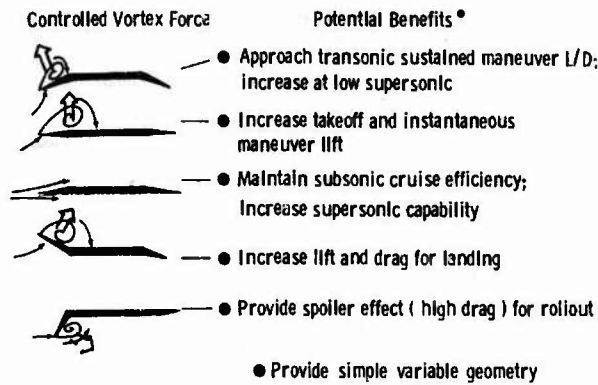 Controlled Vortex Force Potential Benefits •
● Approach transonic sustained maneuver L/D;
increase at low supersonic
● Increase takeoff and instantaneous
maneuver lift
● Maintain subsonic cruise efficiency;
Increase supersonic capability
● Increase lift and drag for landing
● Provide spoiler effect ( high drag ) for rollout
● Provide simple variable geometry